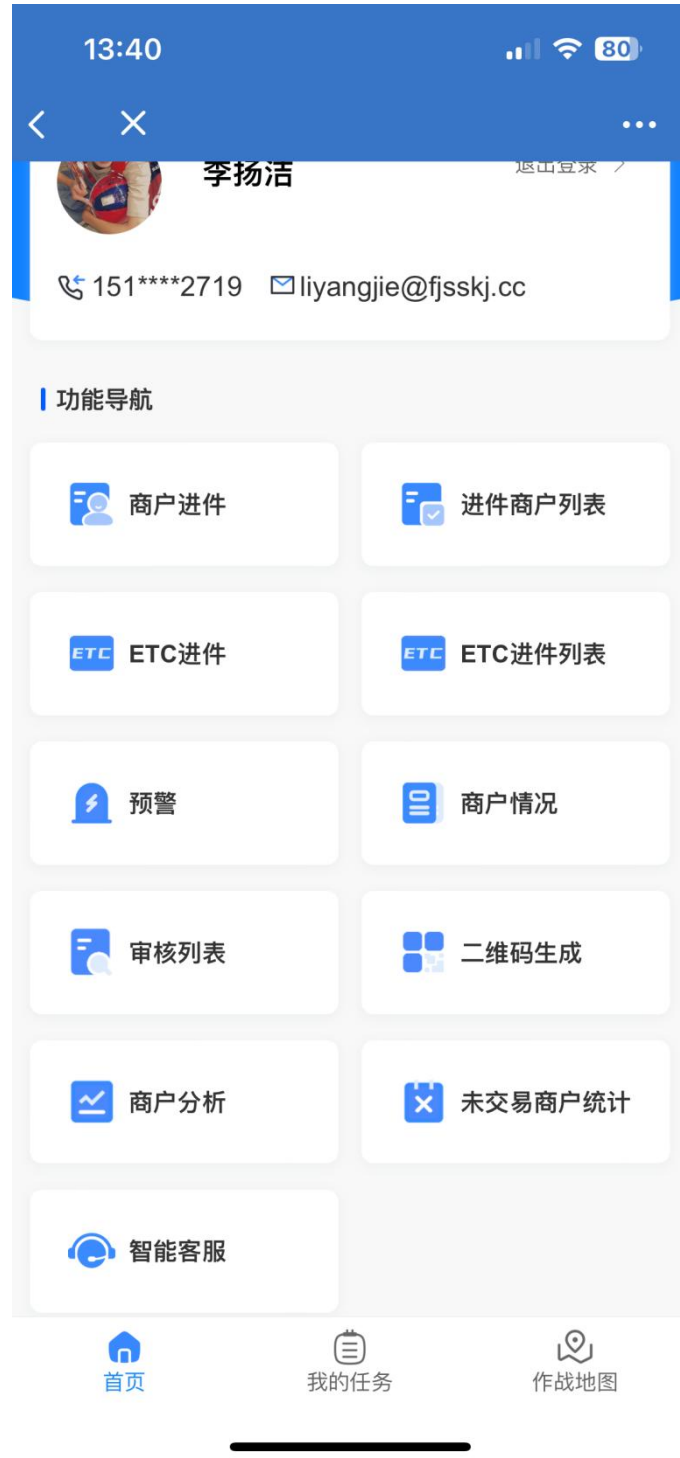 13:40
80
李扬洁
退出登录
151****2719 liyangjie@fjsskj.cc
功能导航
商户进件
进件商户列表
ETC ETC进件
ETC ETC进件列表
预警
商户情况
审核列表
二维码生成
商户分析
未交易商户统计
智能客服
首页
我的任务
作战地图